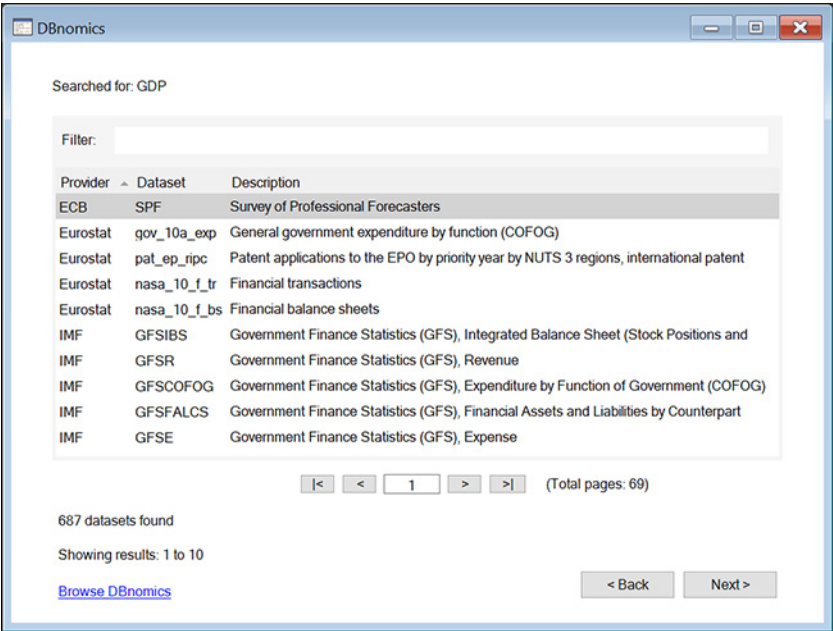 DBnomics
Searched for: GDP
Filter:
Provider Dataset Description
ECB SPF Survey of Professional Forecasters
Eurostat gov_10a_exp General government expenditure by function (COFOG)
Eurostat pat_ep_ripc Patent applications to the EPO by priority year by NUTS 3 regions, international patent
Eurostat nasa_10_f_tr Financial transactions
Eurostat nasa_10_f_bs Financial balance sheets
IMF GFSIBS Government Finance Statistics (GFS), Integrated Balance Sheet (Stock Positions and
IMF GFSR Government Finance Statistics (GFS), Revenue
IMF GFSCOFOG Government Finance Statistics (GFS), Expenditure by Function of Government (COFOG)
IMF GFSFALCS Government Finance Statistics (GFS), Financial Assets and Liabilities by Counterpart
IMF GFSE Government Finance Statistics (GFS), Expense
|< < 1 > >| (Total pages: 69)
687 datasets found
Showing results: 1 to 10
Browse DBnomics
< Back Next >